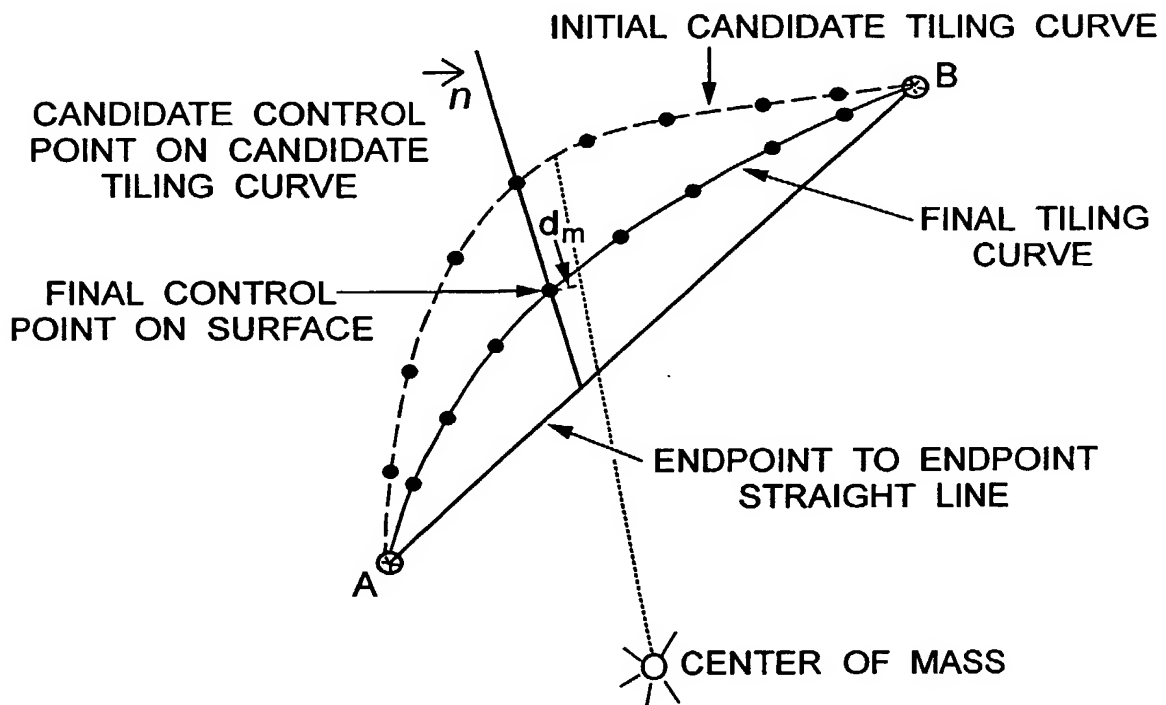 INITIAL CANDIDATE TILING CURVE
B
n
CANDIDATE CONTROL
POINT ON CANDIDATE
TILING CURVE
dm
FINAL TILING
CURVE
FINAL CONTROL
POINT ON SURFACE
ENDPOINT TO ENDPOINT
STRAIGHT LINE
A
CENTER OF MASS